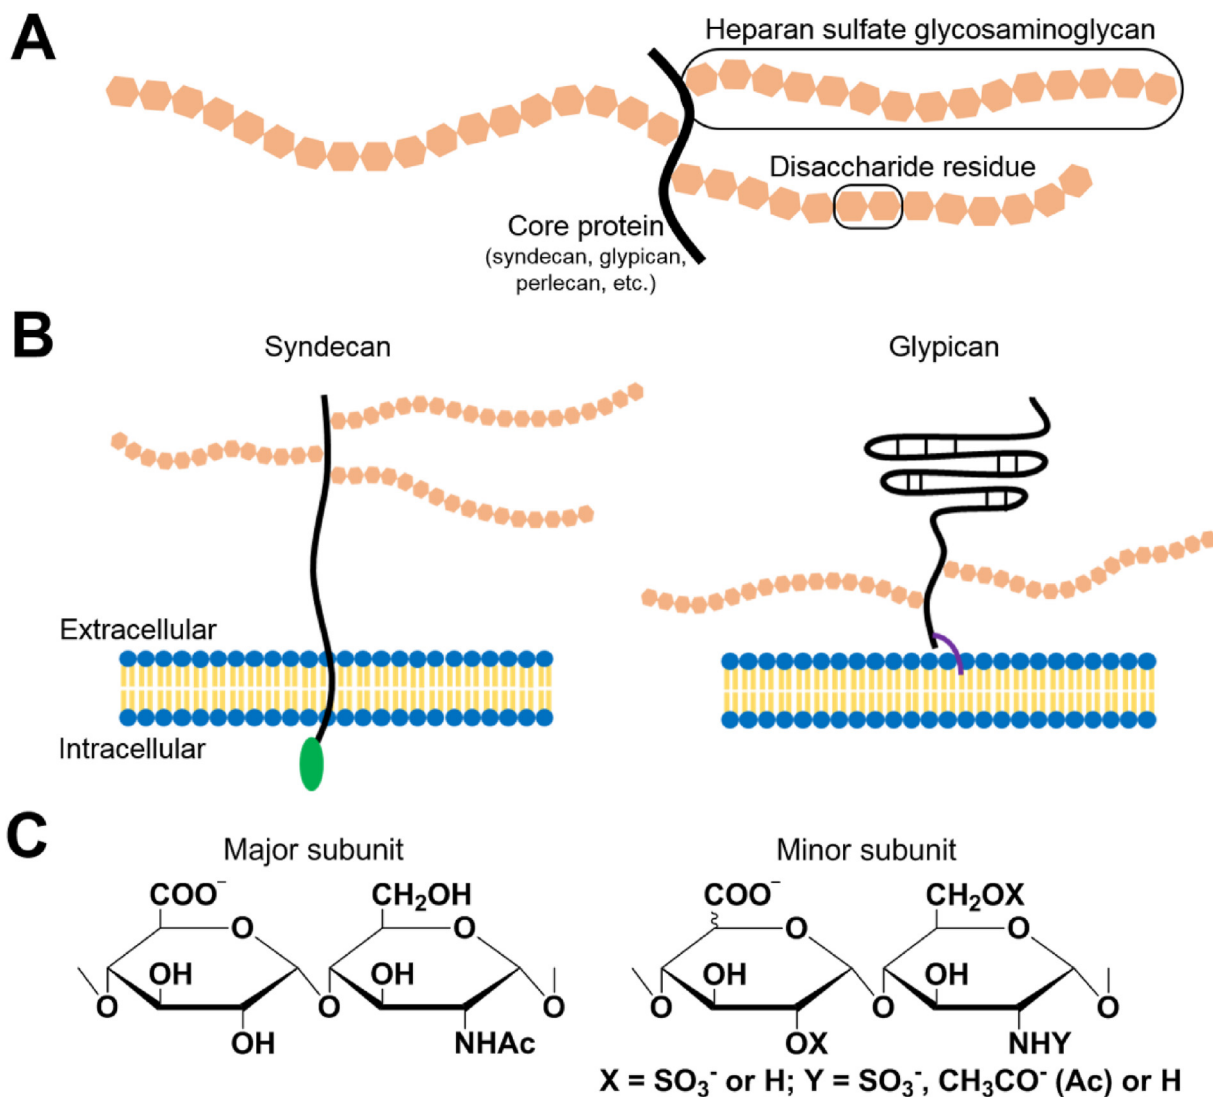 A
Heparan sulfate glycosaminoglycan
Disaccharide residue
Core protein
(syndecan, glypican,
perlecan, etc.)
B
Syndecan
Glypican
Extracellular
Intracellular
C
Major subunit
Minor subunit
COO⁻
CH₂OH
COO⁻
CH₂OX
O
O
O
O
OH
OH
OH
OH
O
O
O
O
O
O
OH
NHAc
OX
NHY
X = SO₃⁻ or H; Y = SO₃⁻, CH₃CO⁻ (Ac) or H